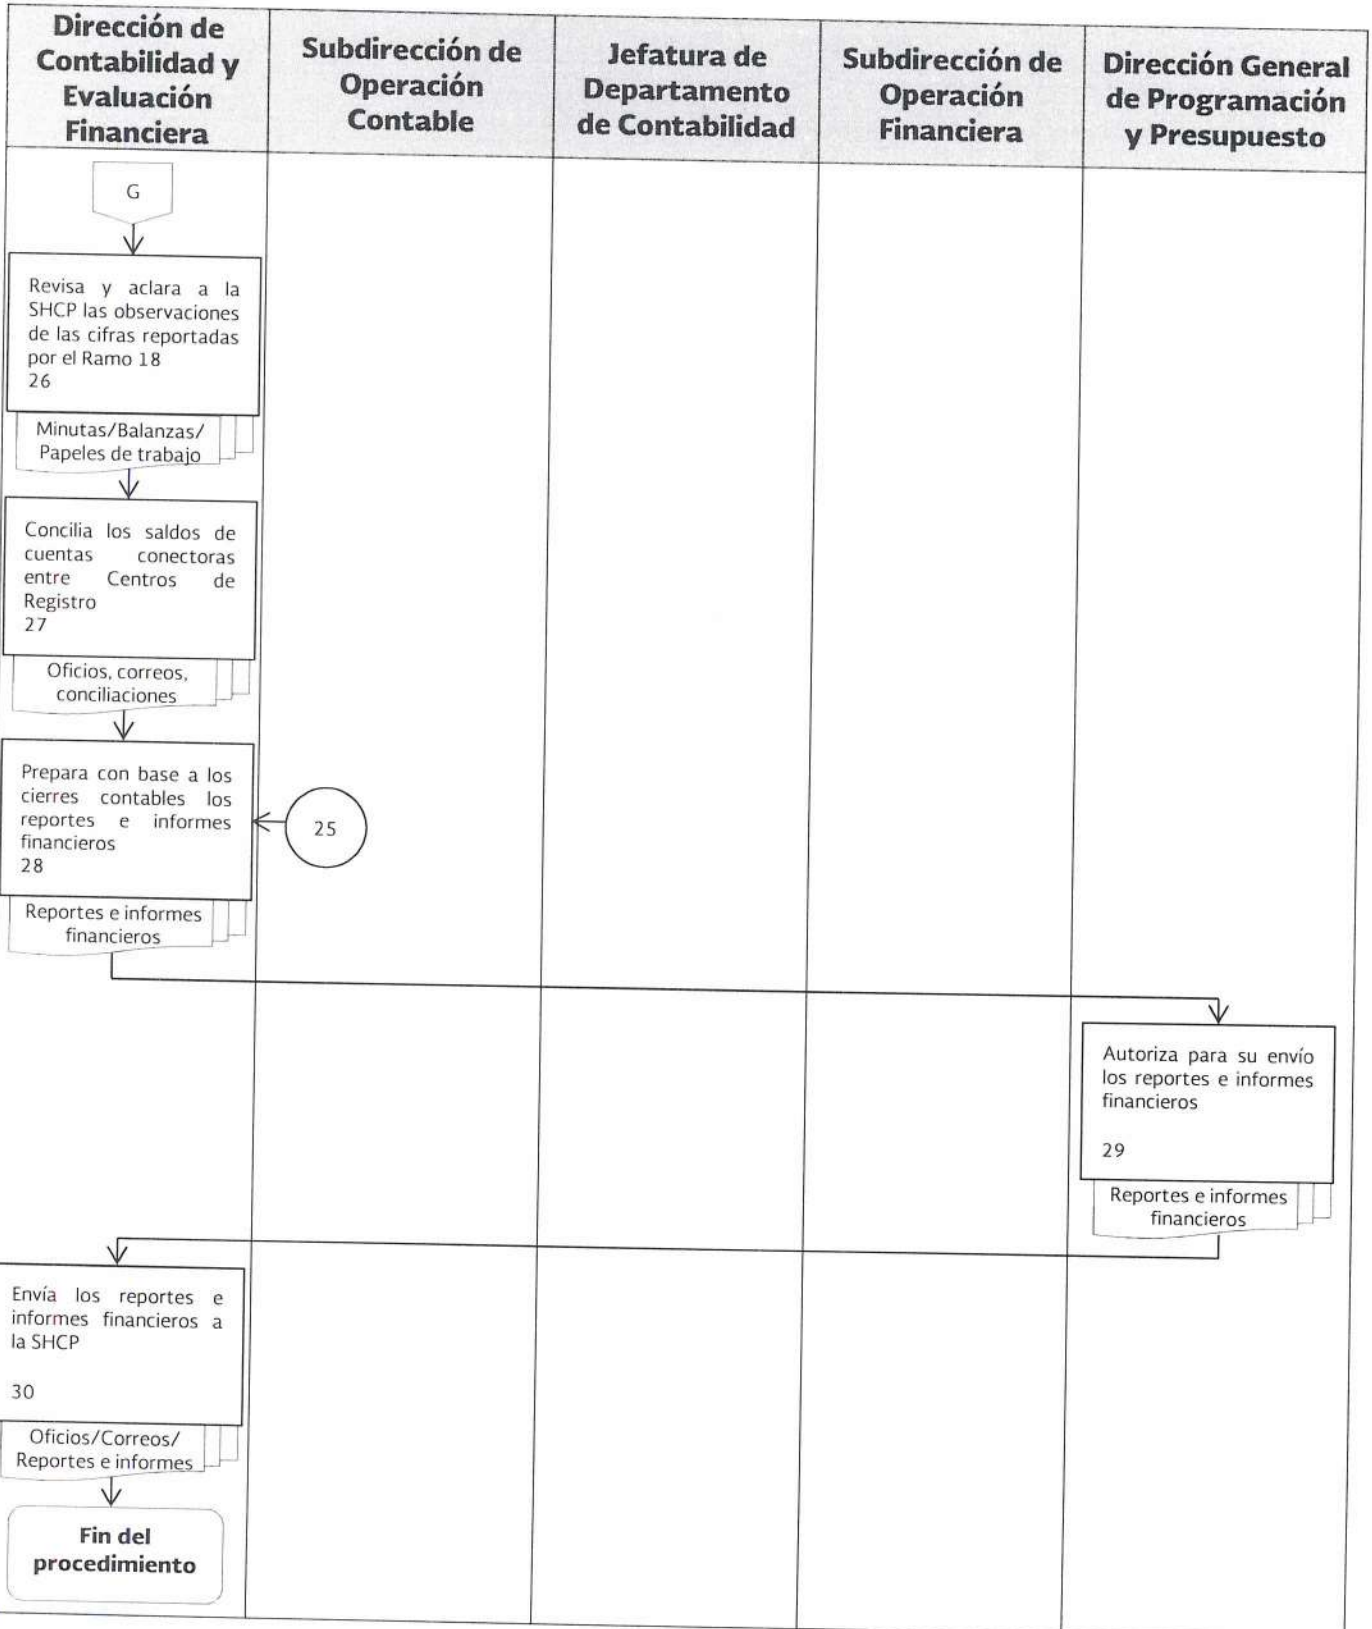 Dirección de
Contabilidad y
Evaluación
Financiera
Subdirección de
Operación
Contable
Jefatura de
Departamento
de Contabilidad
Subdirección de
Operación
Financiera
Dirección General
de Programación
y Presupuesto
G
Revisa y aclara a la
SHCP las observaciones
de las cifras reportadas
por el Ramo 18
26
Minutas/Balanzas/
Papeles de trabajo
Concilia los saldos de
cuentas conectoras
entre Centros de
Registro
27
Oficios, correos,
conciliaciones
Prepara con base a los
cierres contables los
reportes e informes
financieros
28
25
Reportes e informes
financieros
Autoriza para su envío
los reportes e informes
financieros
29
Reportes e informes
financieros
Envía los reportes e
informes financieros a
la SHCP
30
Oficios/Correos/
Reportes e informes
Fin del
procedimiento